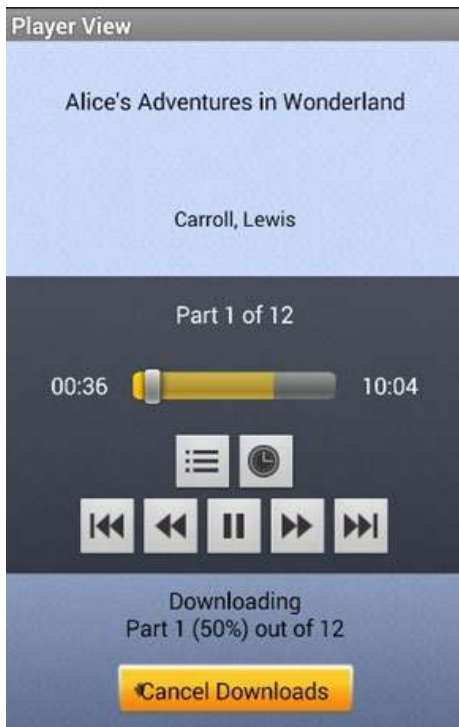 Player View
Alice's Adventures in Wonderland
Carroll, Lewis
Part 1 of 12
00:36 10:04
Downloading
Part 1 (50%) out of 12
Cancel Downloads